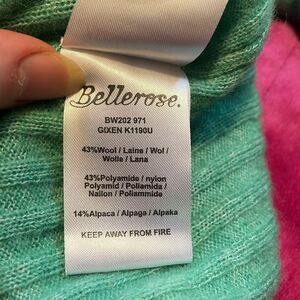 Bellerose.
BW202 971
GIXEN K1190U
43%Wool / Laine / Wol /
Wolle / Lana
43%Polyamide / nylon
Polyamid / Poliamida /
Nailon / Poliammide
14%Alpaca / Alpaga / Alpaka
KEEP AWAY FROM FIRE